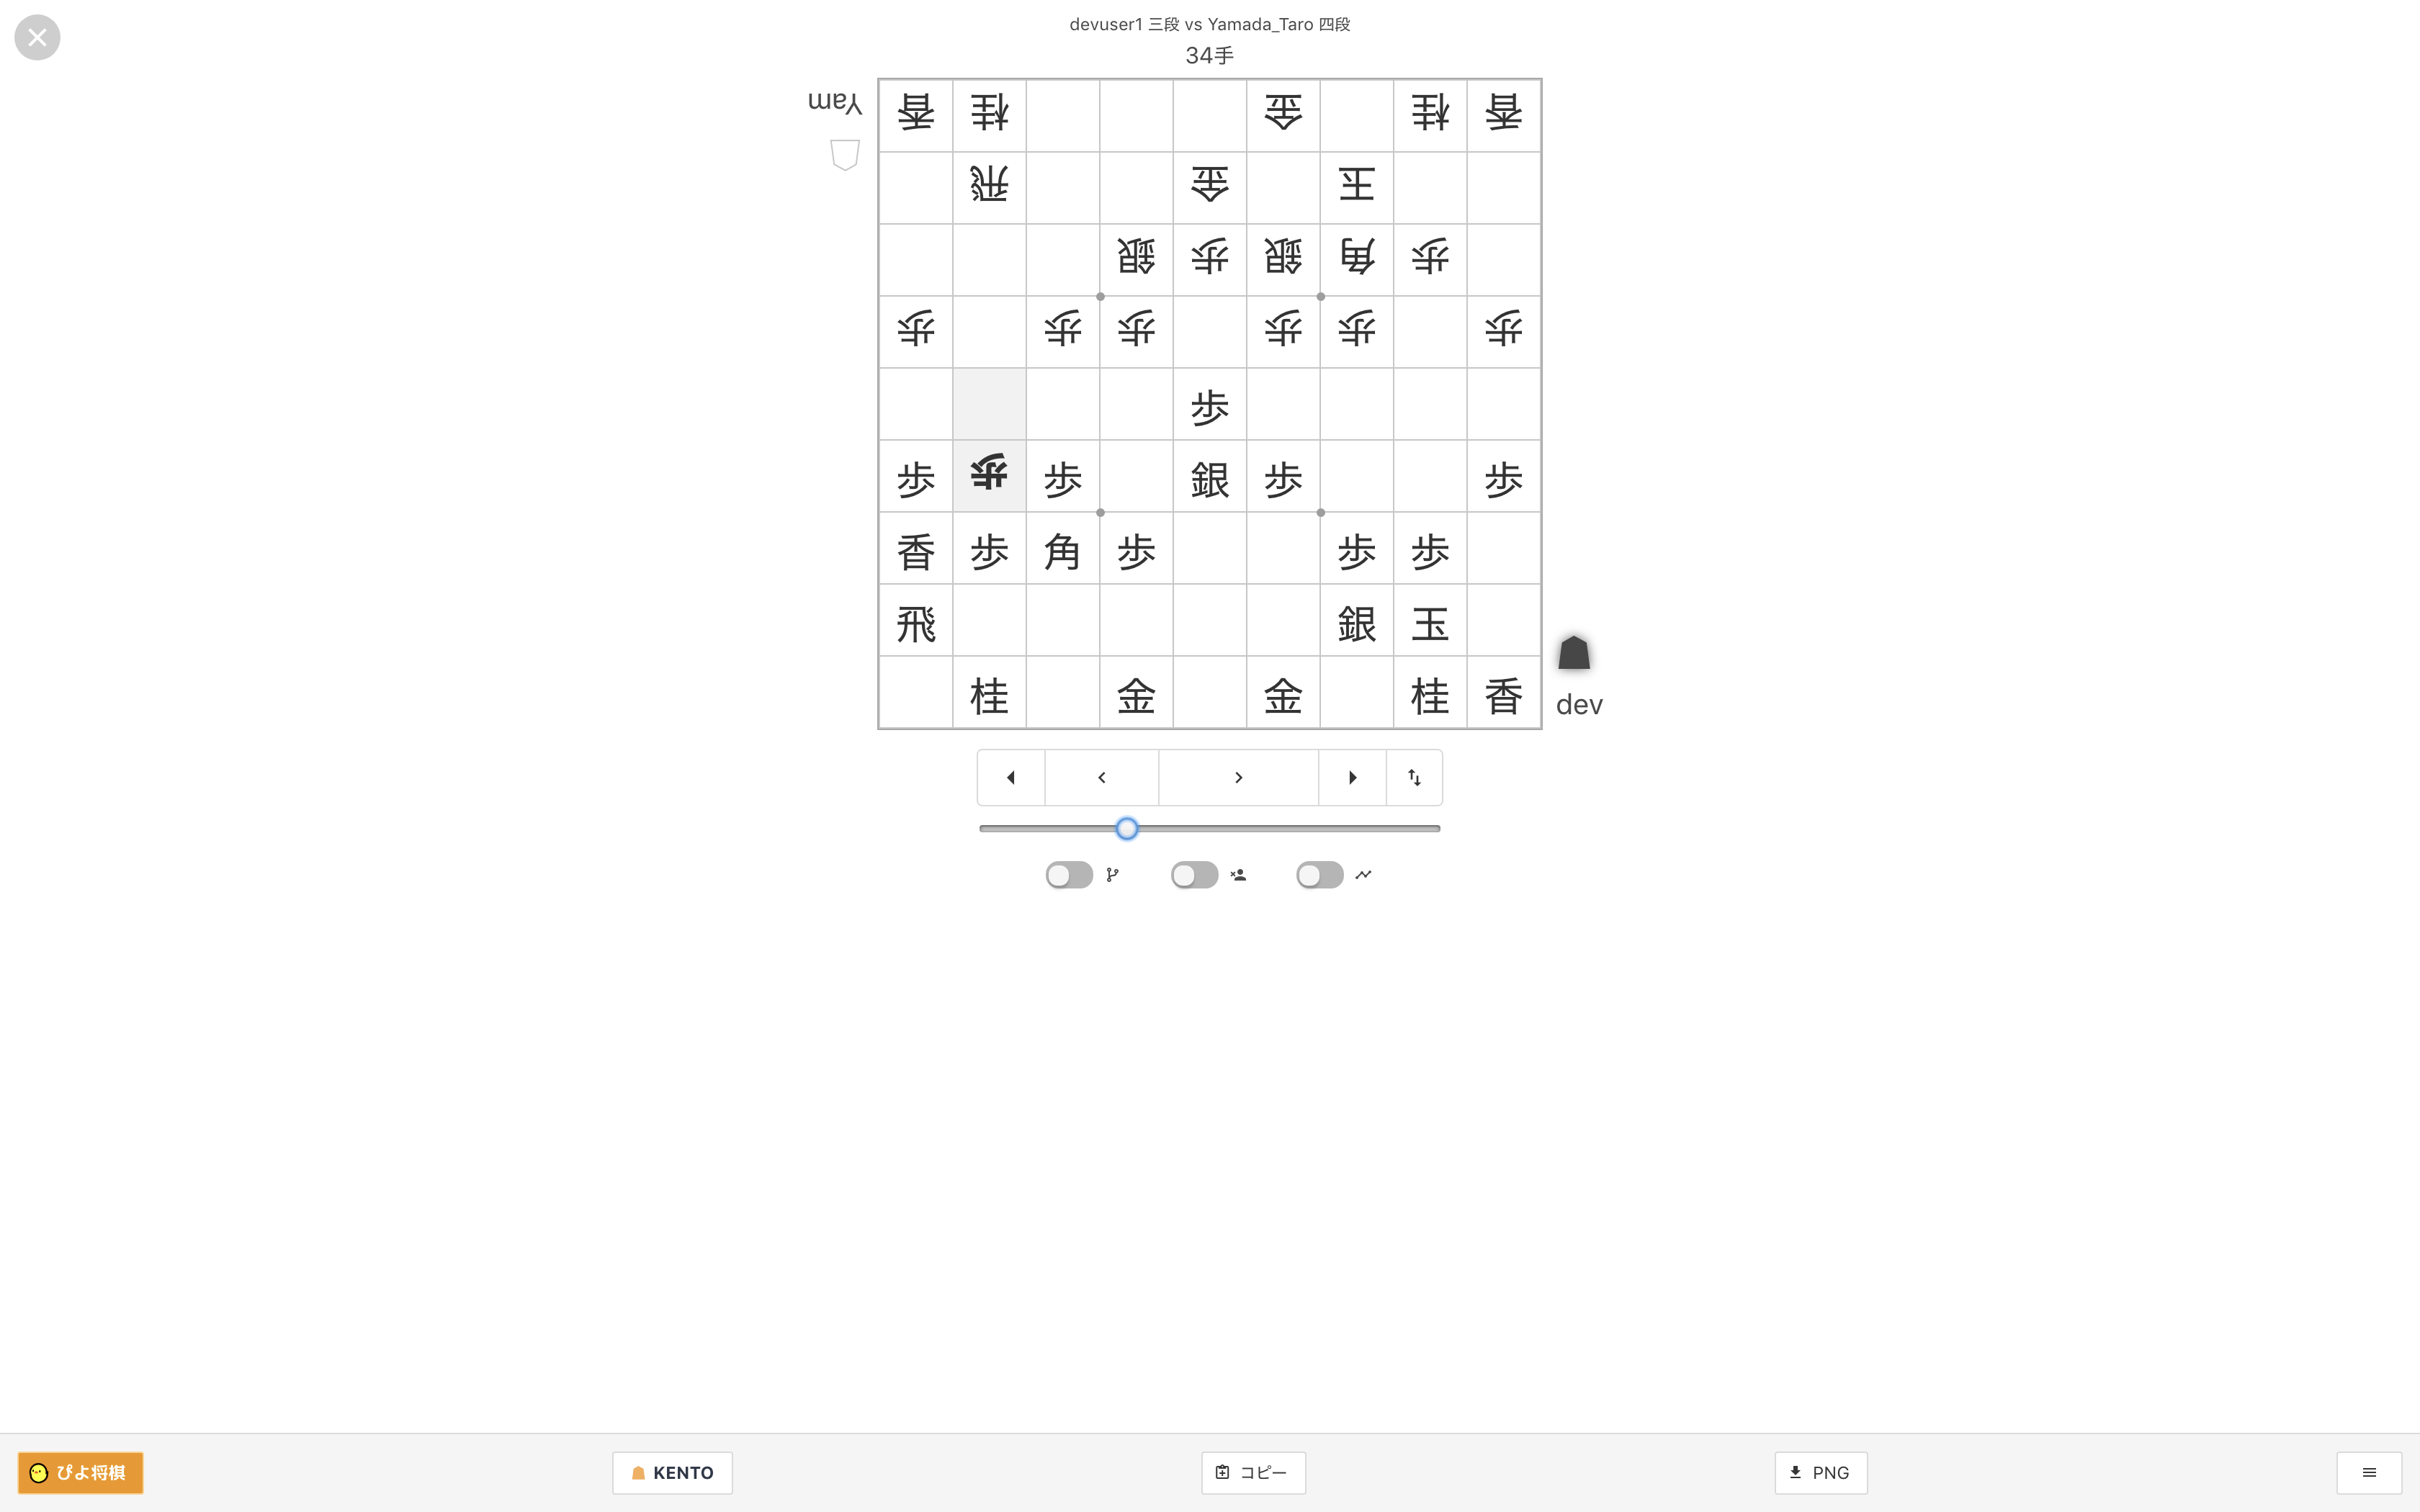 devuser1 三段 vs Yamada_Taro 四段
34手
Yam
香 桂 金 桂 香
飛 金 王
銀 歩 銀 角 歩
歩 歩 歩 歩 歩 歩
歩
歩 歩 歩 銀 歩 歩
香 歩 角 歩 歩 歩
飛 銀 玉
桂 金 金 桂 香
dev
ぴよ将棋
KENTO
コピー
PNG